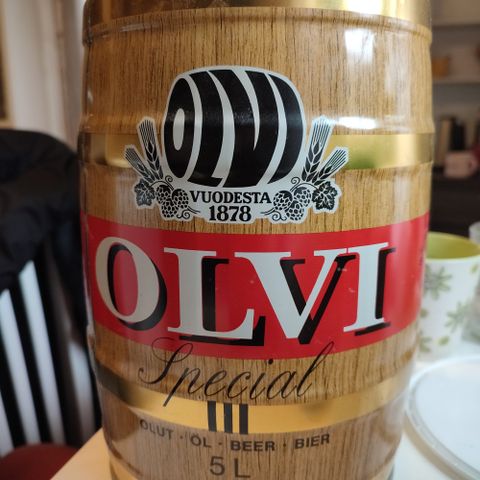 OLVI
VUODESTA
1878
OLVI
Special
III
OLUT · ÖL · BEER · BIER
5 L